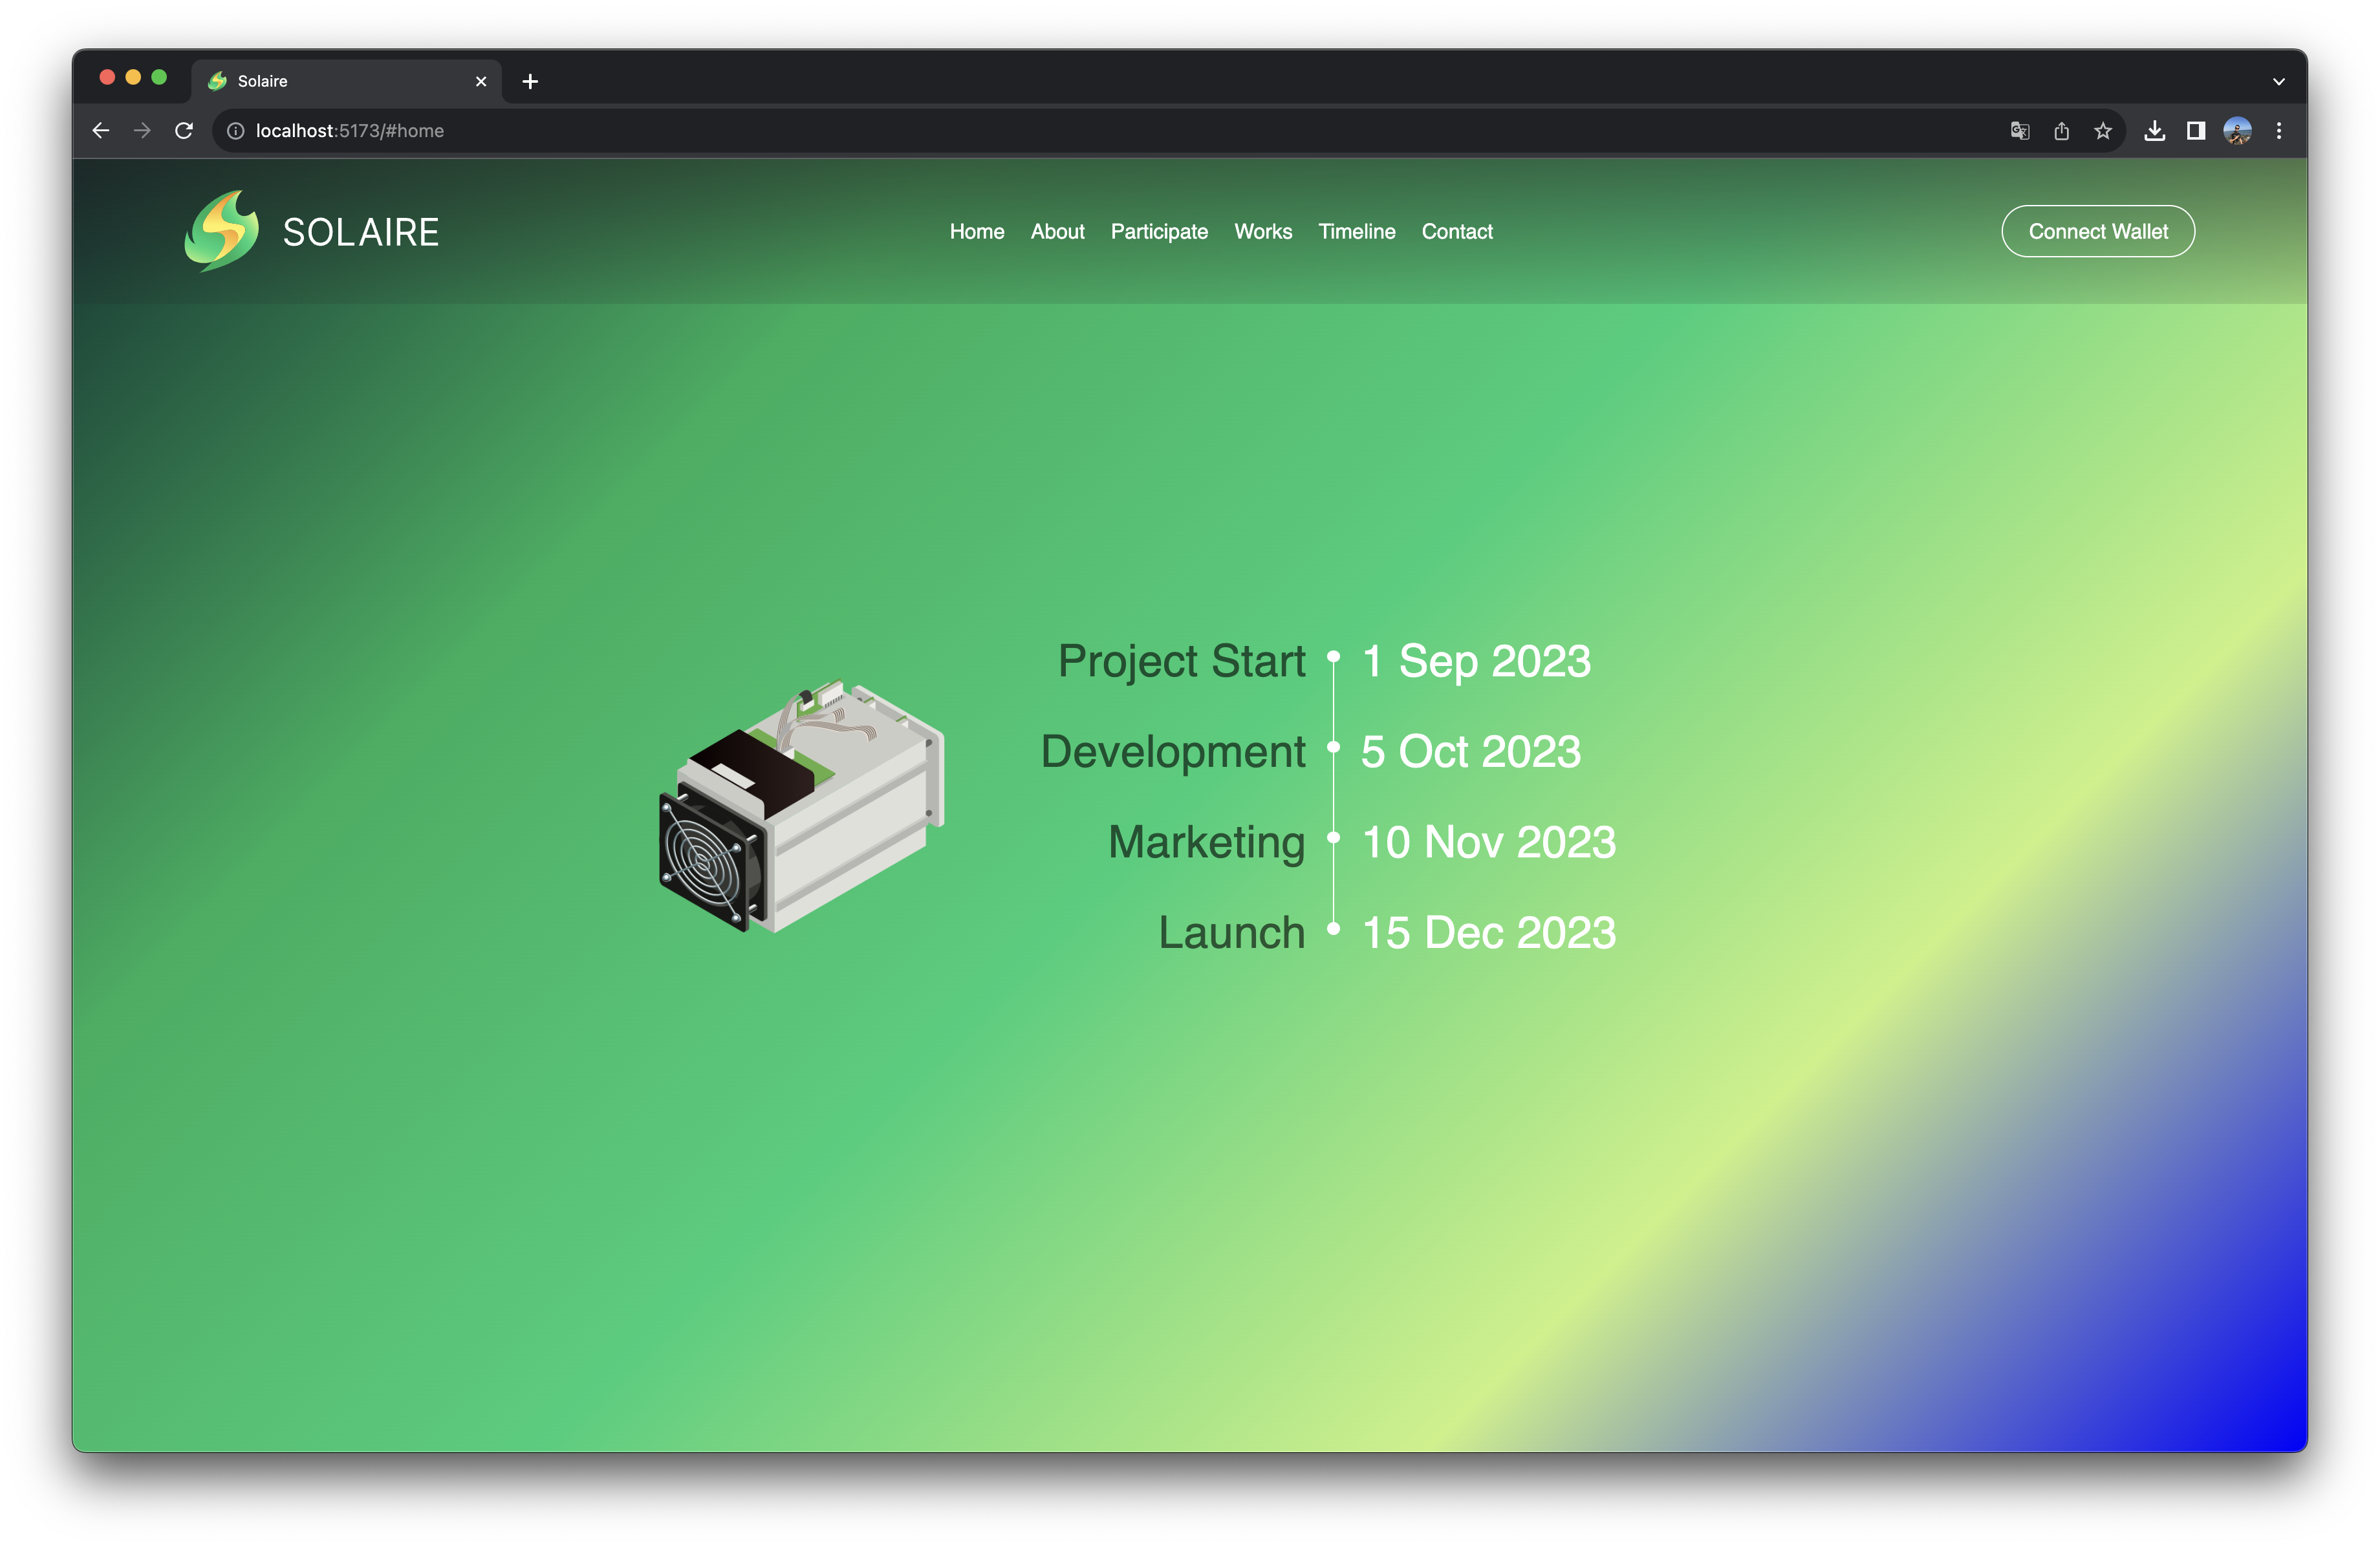 Solaire
localhost:5173/#home
SOLAIRE
Home About Participate Works Timeline Contact
Connect Wallet
Project Start 1 Sep 2023
Development 5 Oct 2023
Marketing 10 Nov 2023
Launch 15 Dec 2023